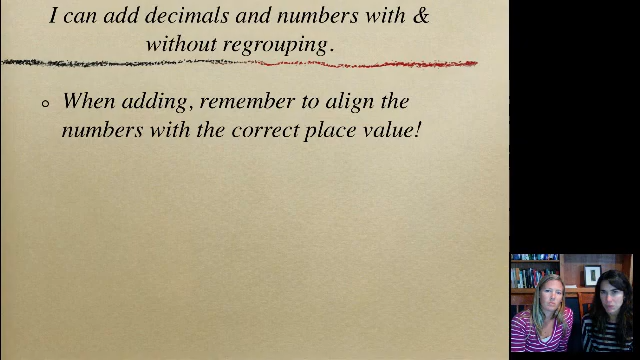 I can add decimals and numbers with &
without regrouping.
When adding, remember to align the
numbers with the correct place value!